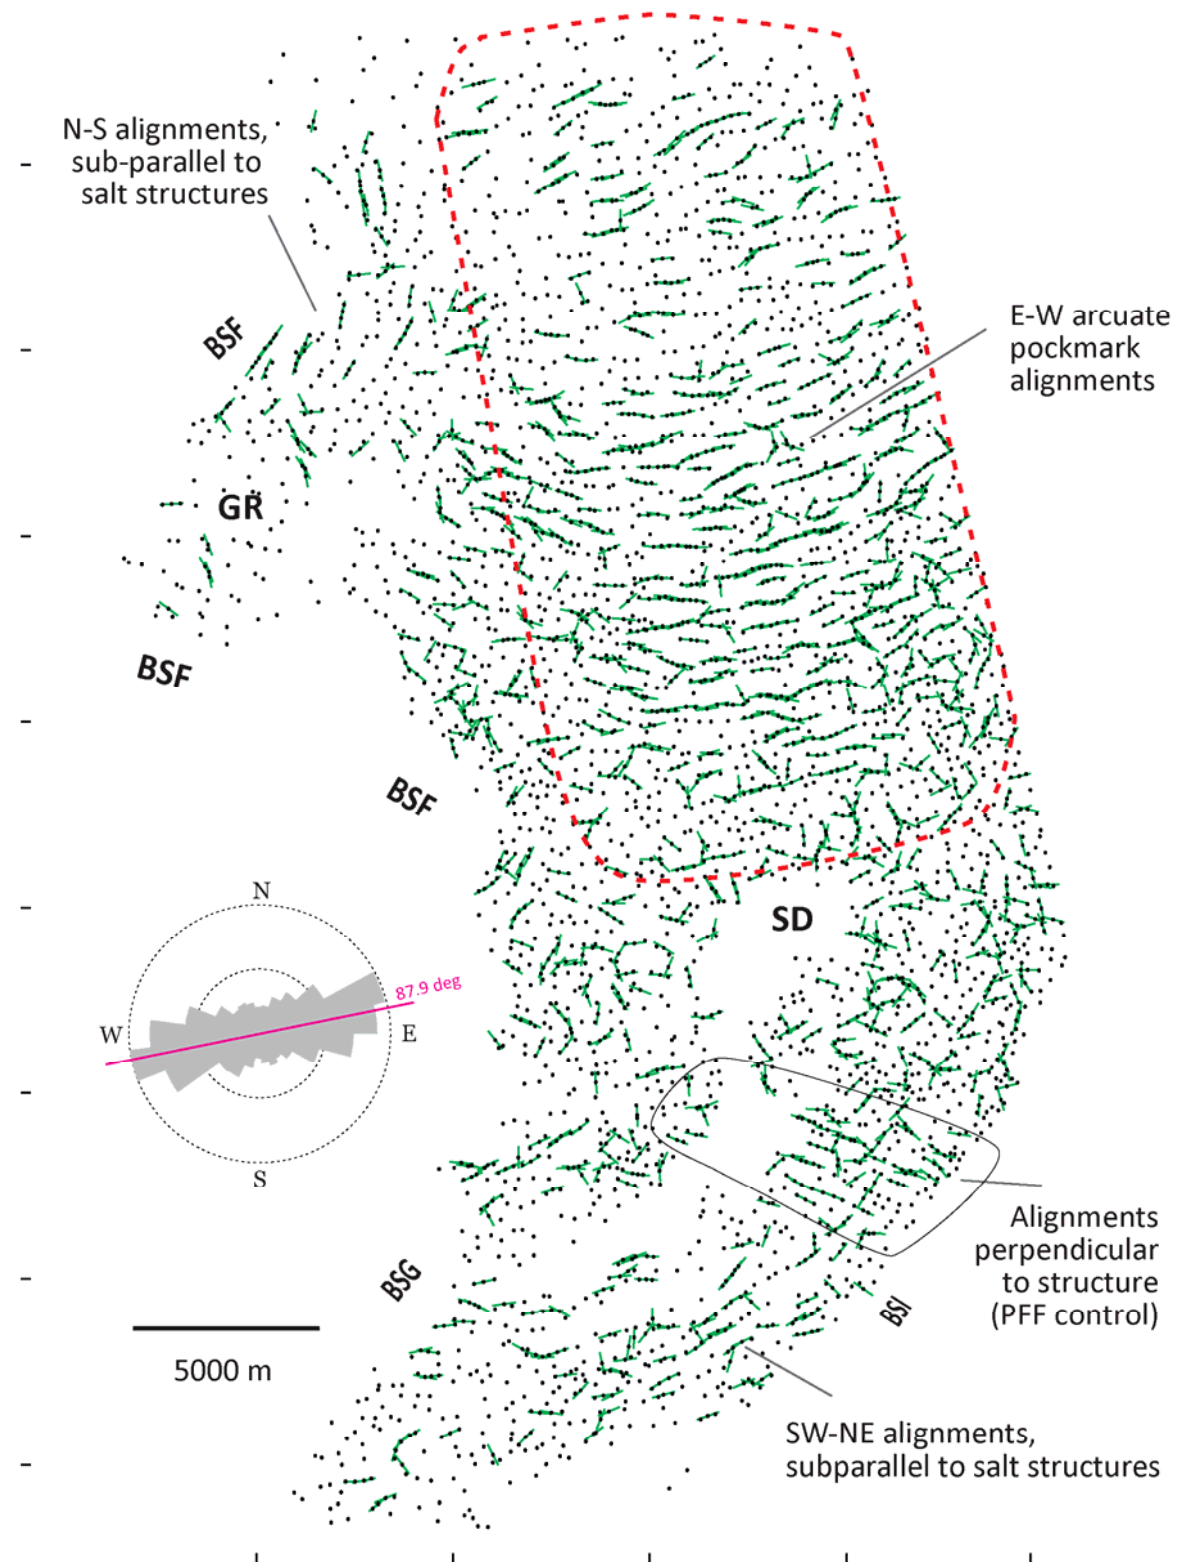 N-S alignments,
sub-parallel to
salt structures
BSF
E-W arcuate
pockmark
alignments
GR
BSF
BSF
SD
N
87.9 deg
W
E
S
Alignments
perpendicular
to structure
(PFF control)
BSG
BSI
5000 m
SW-NE alignments,
subparallel to salt structures